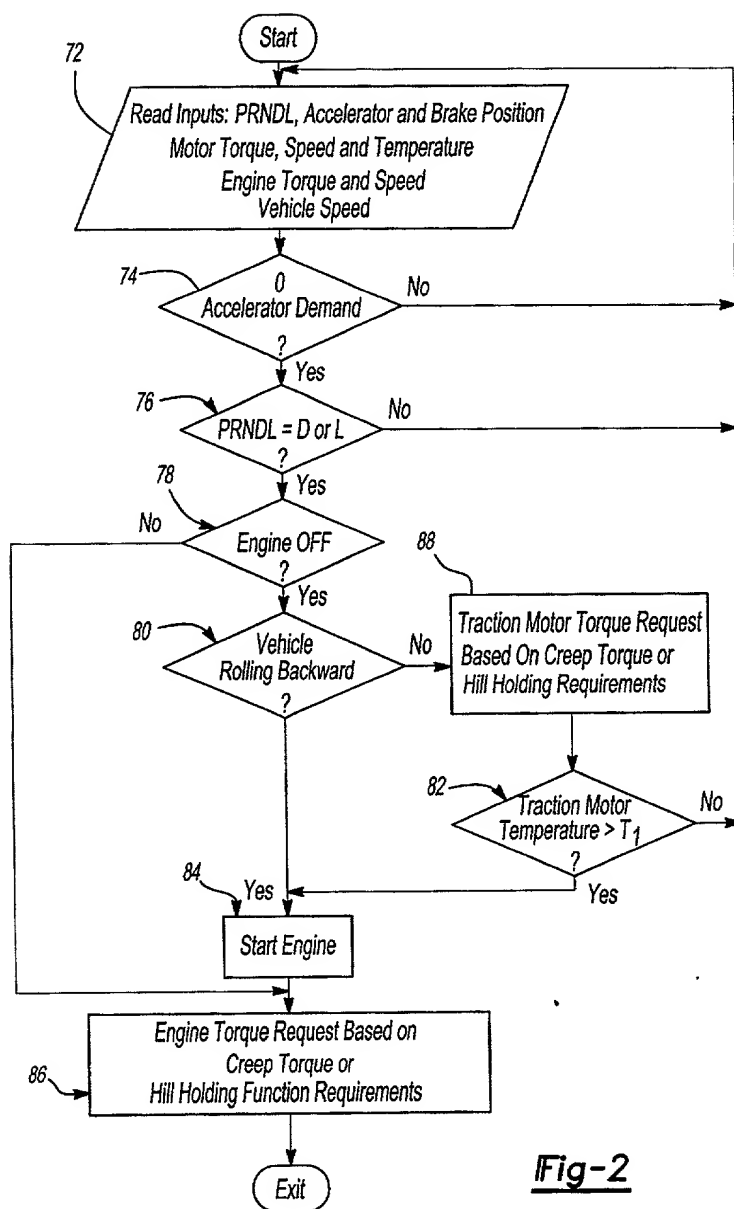 Start
72
Read Inputs: PRNDL, Accelerator and Brake Position
Motor Torque, Speed and Temperature
Engine Torque and Speed
Vehicle Speed
74
0
Accelerator Demand
?
No
Yes
76
PRNDL = D or L
?
No
Yes
78
No
Engine OFF
?
Yes
80
Vehicle
Rolling Backward
?
No
88
Traction Motor Torque Request
Based On Creep Torque or
Hill Holding Requirements
82
Traction Motor
Temperature > T1
?
No
Yes
84
Yes
Start Engine
86
Engine Torque Request Based on
Creep Torque or
Hill Holding Function Requirements
Exit
Fig-2